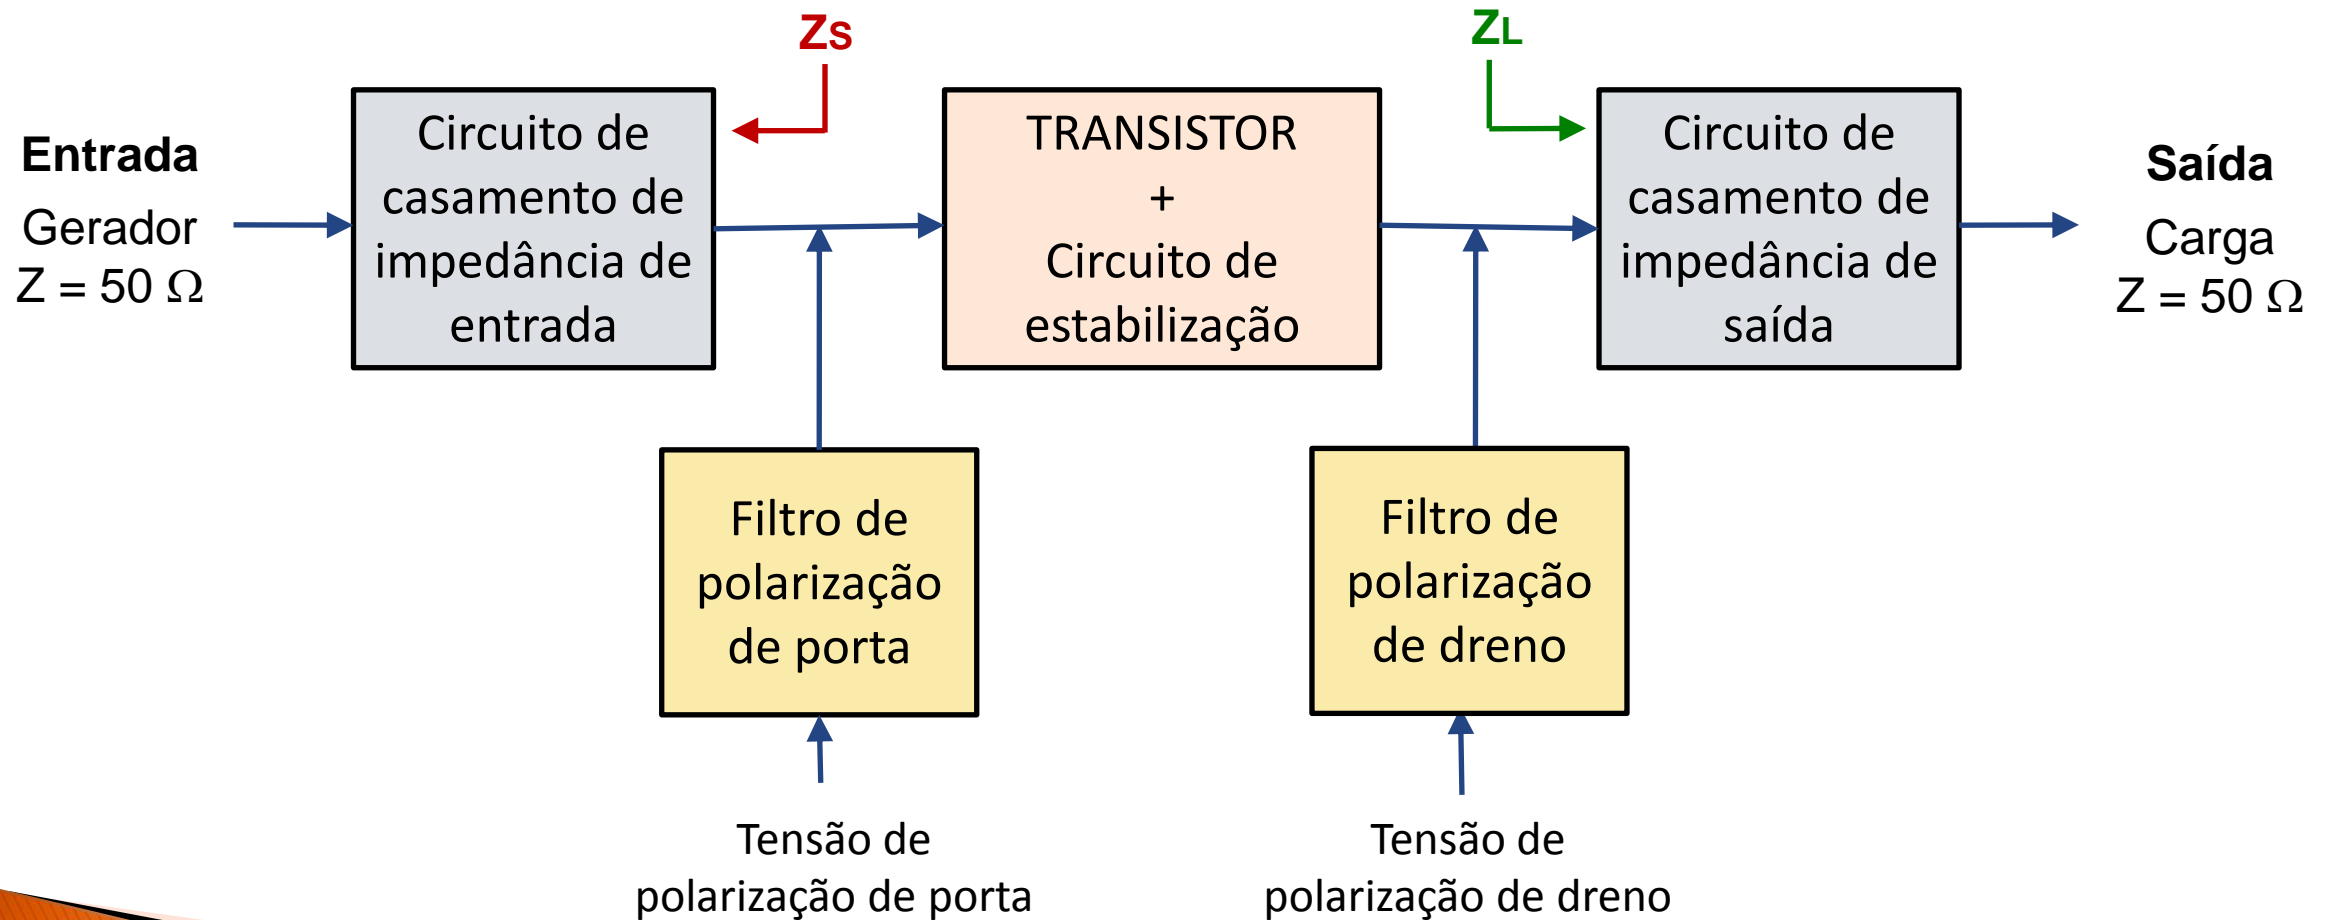 ZS
ZL
Entrada
Gerador
Z = 50 Ω
Circuito de
casamento de
impedância de
entrada
TRANSISTOR
+
Circuito de
estabilização
Circuito de
casamento de
impedância de
saída
Saída
Carga
Z = 50 Ω
Filtro de
polarização
de porta
Filtro de
polarização
de dreno
Tensão de
polarização de porta
Tensão de
polarização de dreno